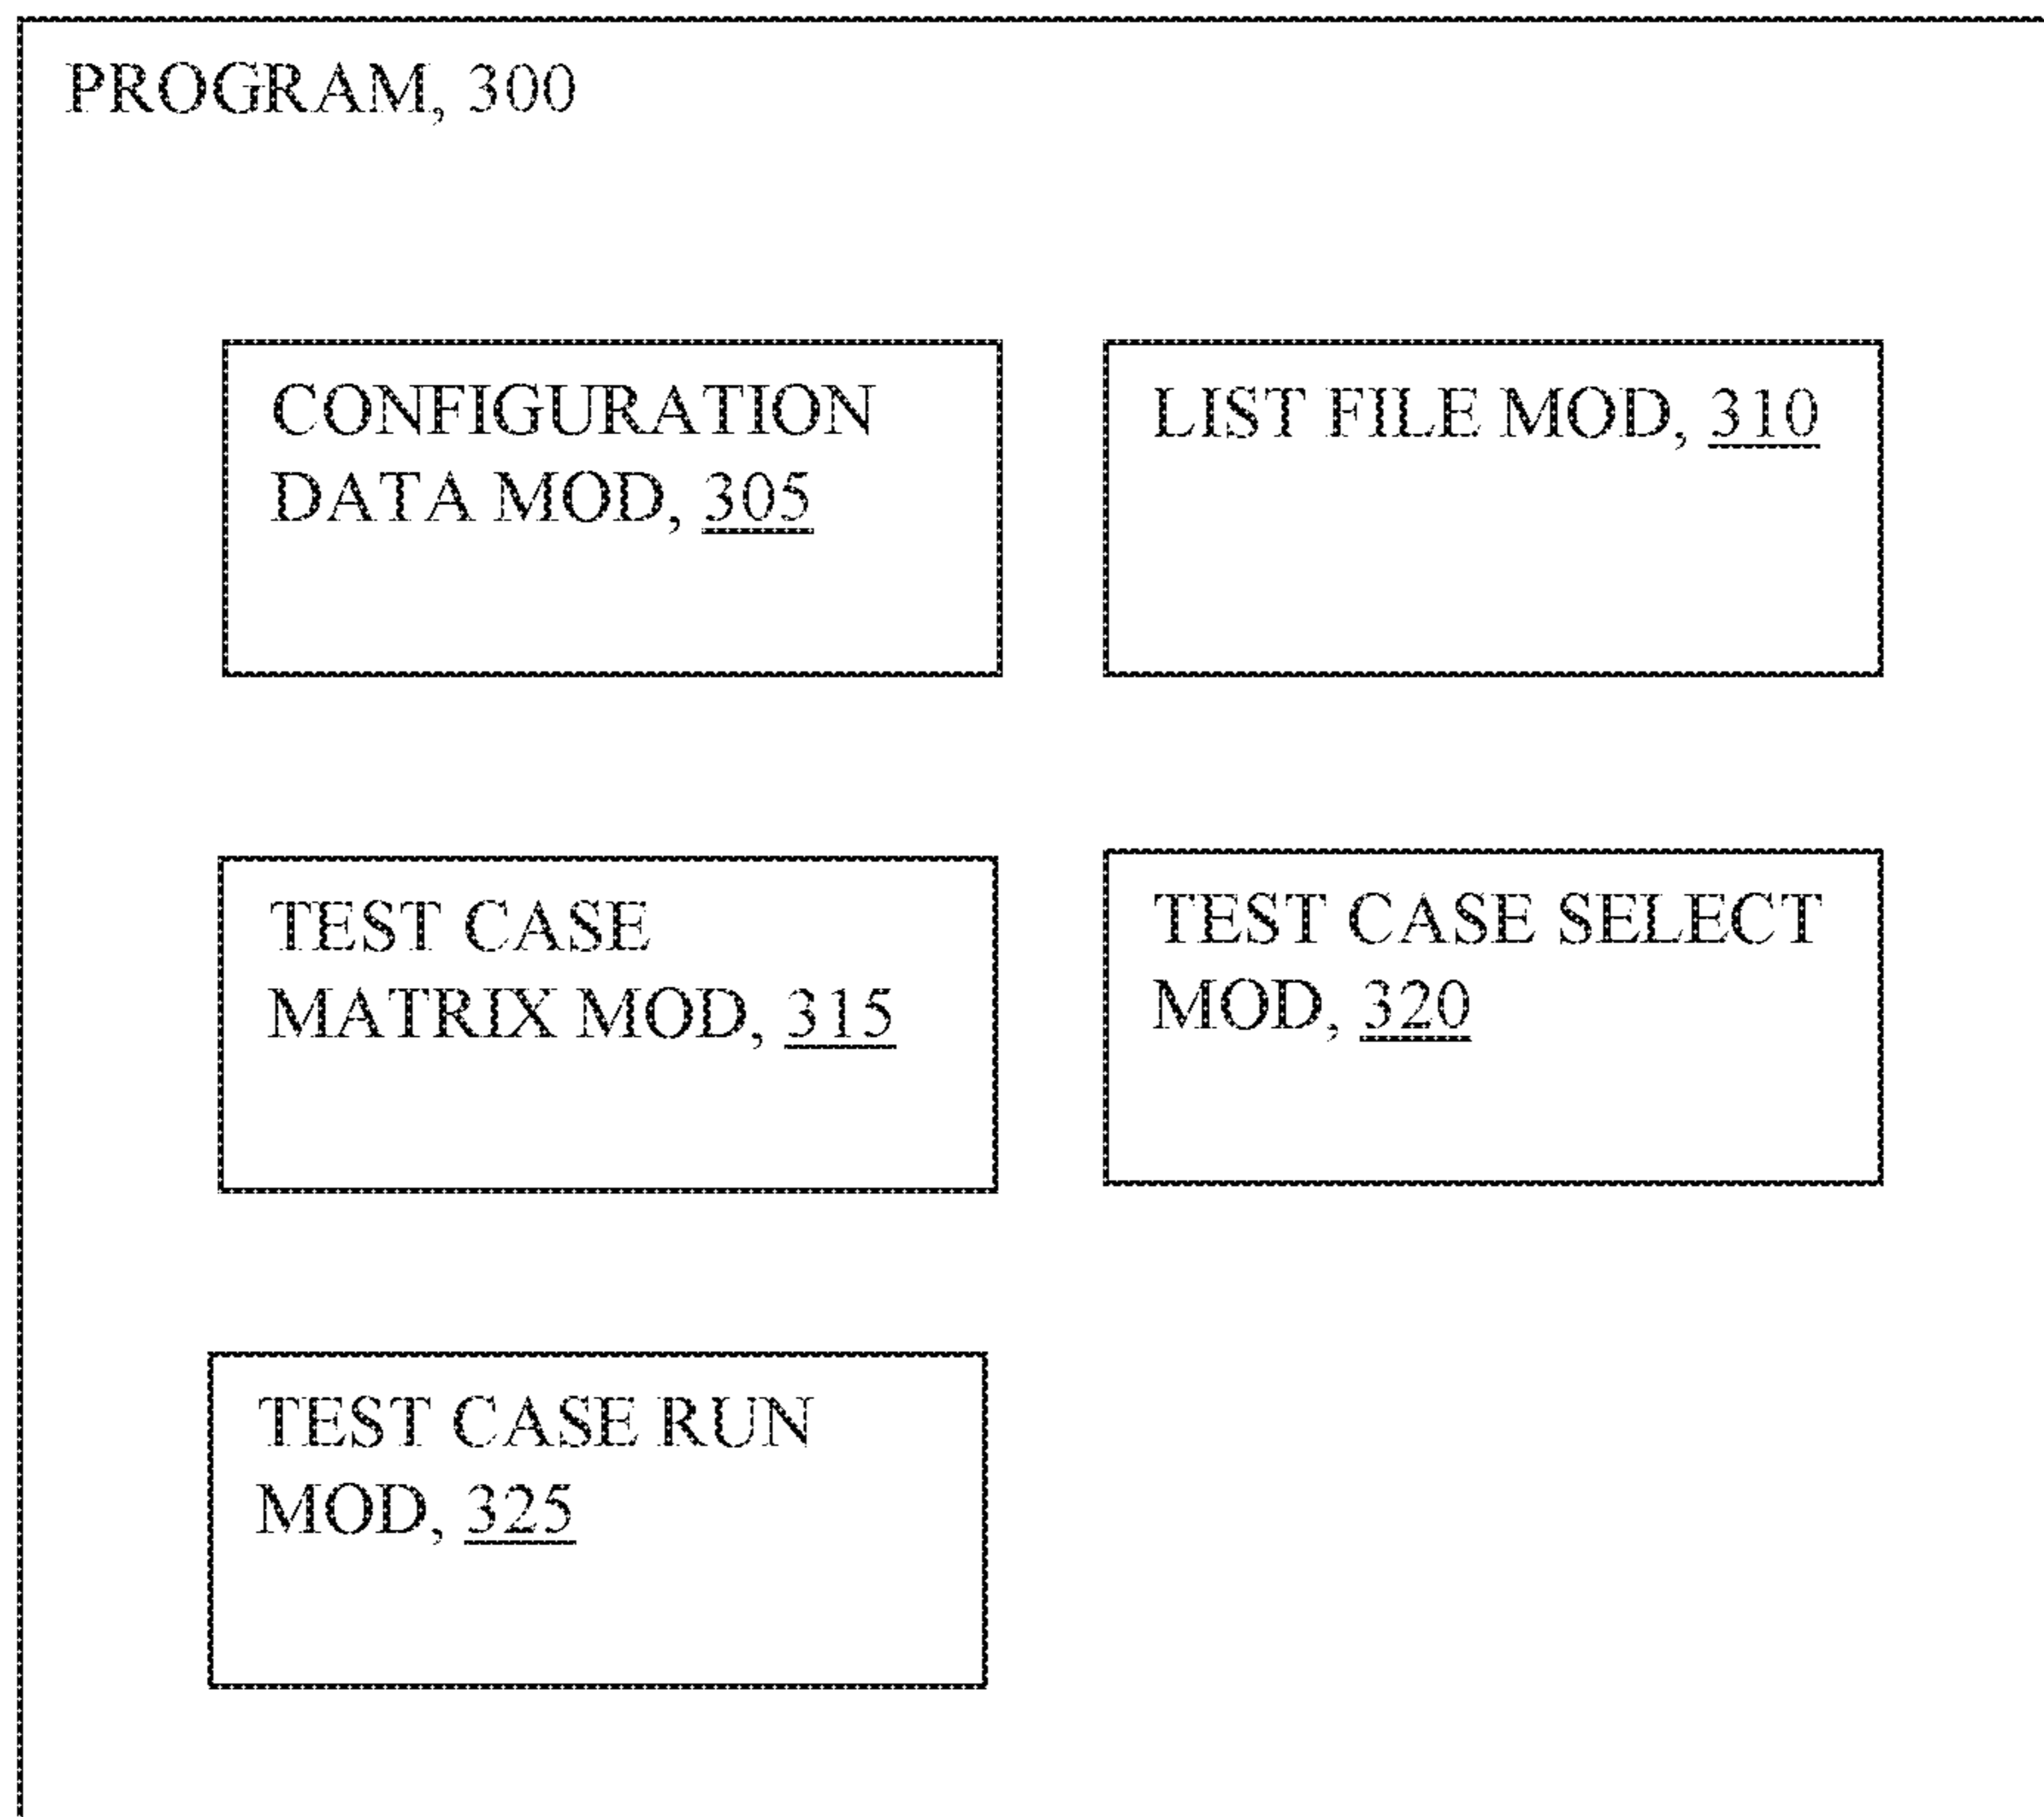 PROGRAM, 300
CONFIGURATION
DATA MOD, 305
LIST FILE MOD, 310
TEST CASE
MATRIX MOD, 315
TEST CASE SELECT
MOD, 320
TEST CASE RUN
MOD, 325